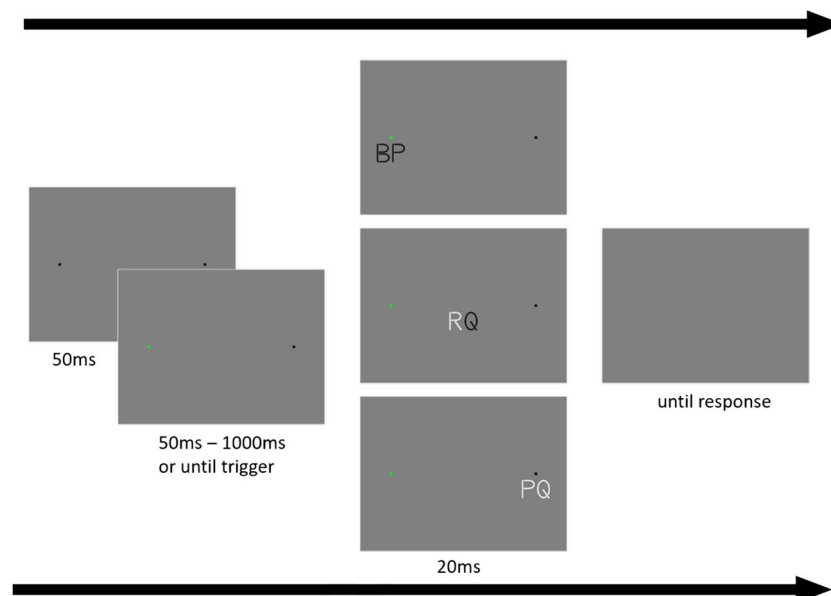 BP
50ms
RQ
until response
50ms – 1000ms
or until trigger
PQ
20ms